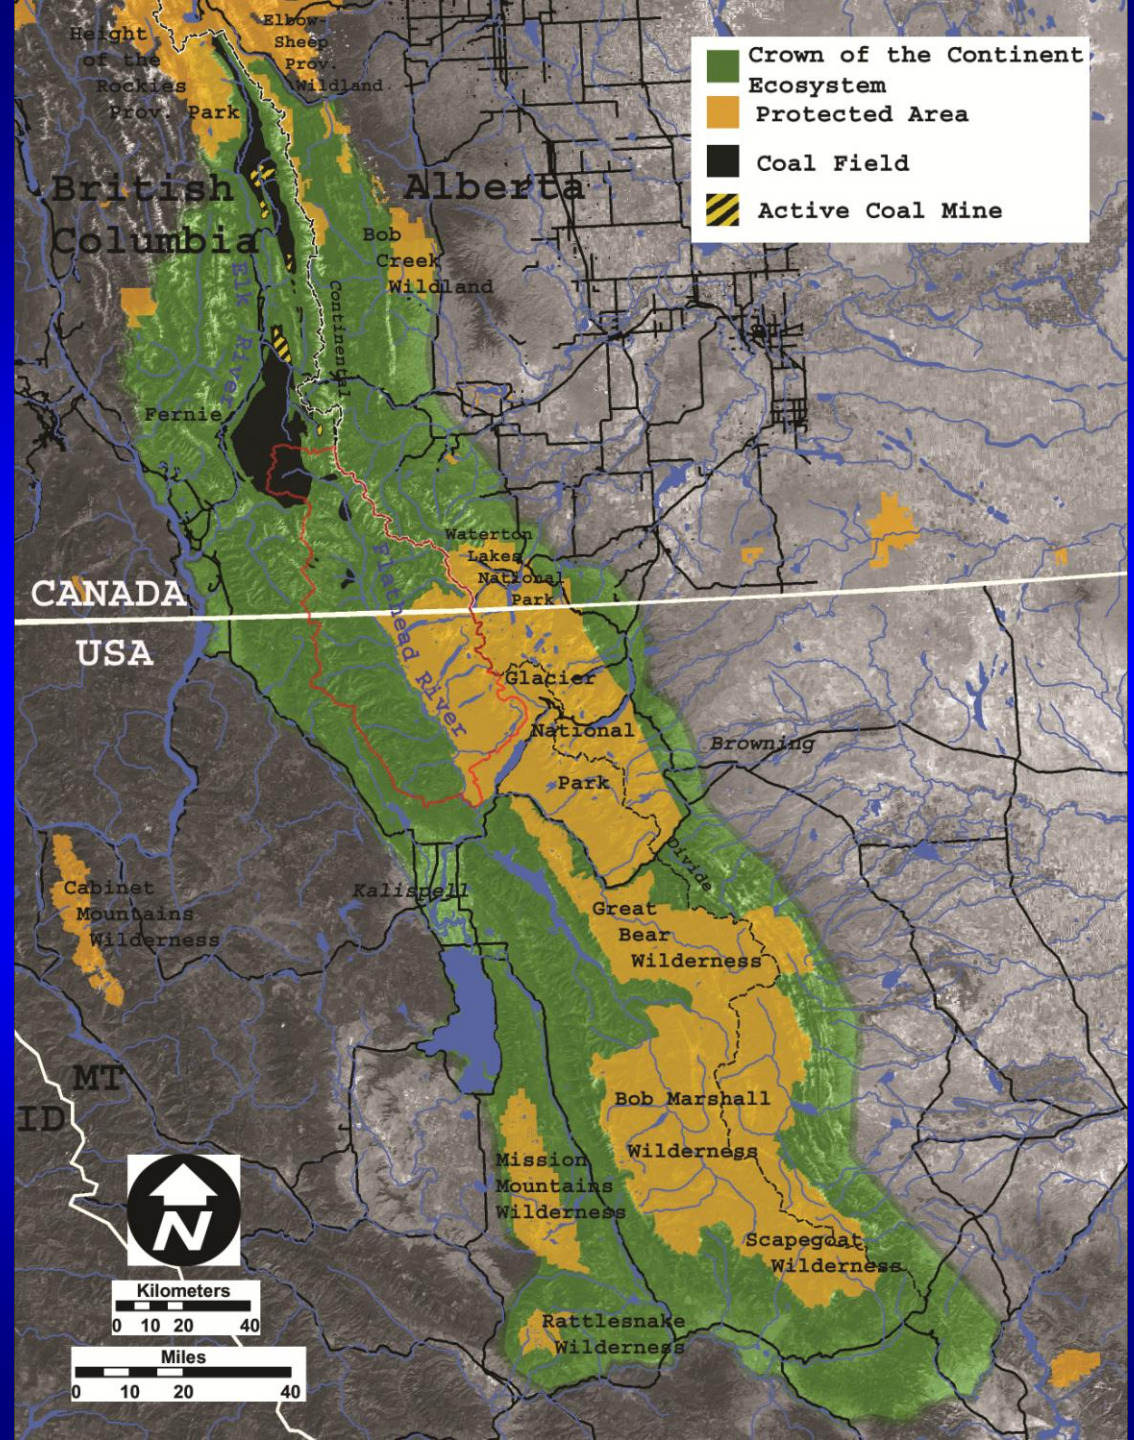 Height
of the
Rockies
Prov. Park
Elbow-
Sheep
Prov.
Wildland
Crown of the Continent
Ecosystem
Protected Area
Coal Field
Active Coal Mine
British
Columbia
Alberta
Bob
Creek
Wildland
Elk River
Continental
Fernie
Waterton
Lakes
National
Park
Flathead River
CANADA
USA
Glacier
National
Park
Browning
Divide
Cabinet
Mountains
Wilderness
Kalispell
Great
Bear
Wilderness
MT
ID
Bob Marshall
Wilderness
Mission
Mountains
Wilderness
Scapegoat
Wilderness
Rattlesnake
Wilderness
N
Kilometers
0 10 20 40
Miles
0 10 20 40